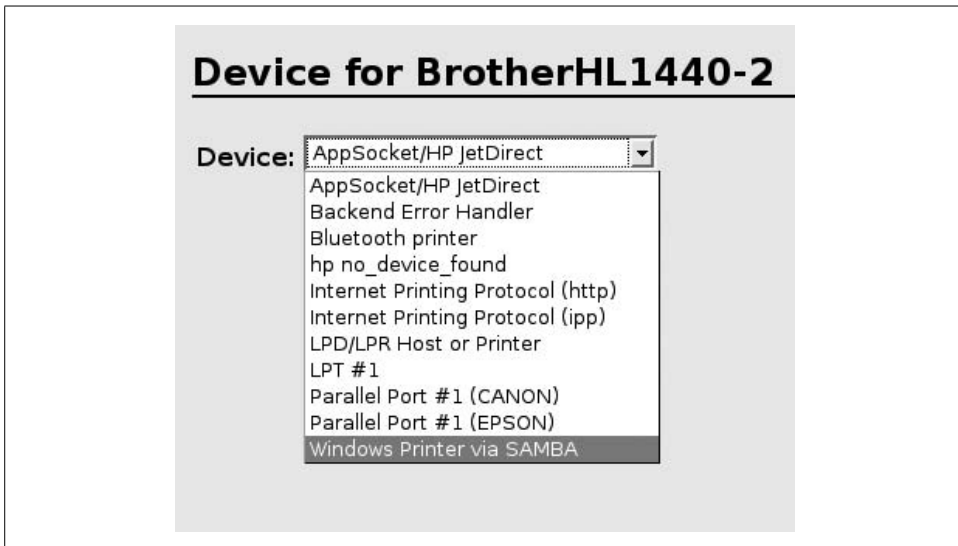 Device for BrotherHL1440-2
Device: AppSocket/HP JetDirect
AppSocket/HP JetDirect
Backend Error Handler
Bluetooth printer
hp no_device_found
Internet Printing Protocol (http)
Internet Printing Protocol (ipp)
LPD/LPR Host or Printer
LPT #1
Parallel Port #1 (CANON)
Parallel Port #1 (EPSON)
Windows Printer via SAMBA